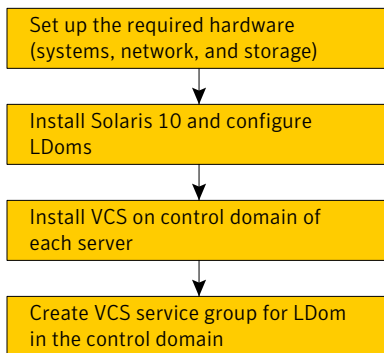 Set up the required hardware
(systems, network, and storage)
Install Solaris 10 and configure
LDoms
Install VCS on control domain of
each server
Create VCS service group for LDom
in the control domain